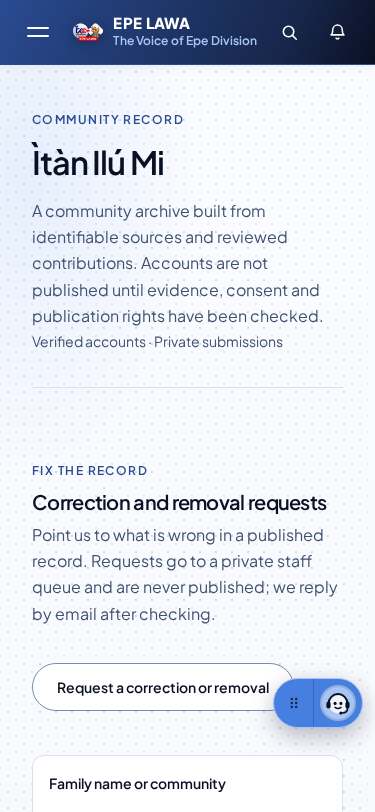 EPE LAWA
The Voice of Epe Division
COMMUNITY RECORD
Ìtàn Ilú Mi
A community archive built from
identifiable sources and reviewed
contributions. Accounts are not
published until evidence, consent and
publication rights have been checked.
Verified accounts · Private submissions
FIX THE RECORD
Correction and removal requests
Point us to what is wrong in a published
record. Requests go to a private staff
queue and are never published; we reply
by email after checking.
Request a correction or removal
Family name or community